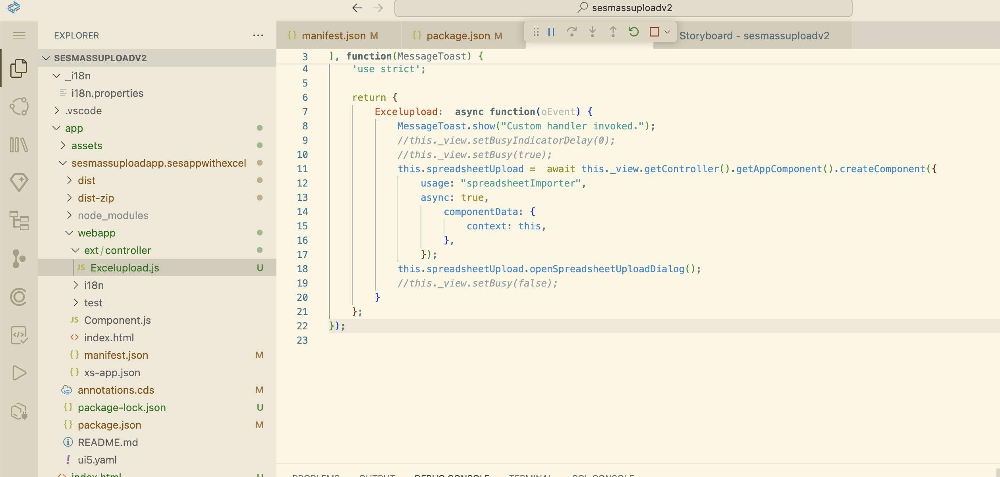 sesmassuploadv2
EXPLORER
SESMASSUPLOADV2
_i18n
i18n.properties
.vscode
app
assets
sesmassuploadapp.sesappwithexcel
dist
dist-zip
node_modules
webapp
ext/controller
JS Excelupload.js U
i18n
test
JS Component.js
<> index.html
{} manifest.json M
{} xs-app.json
annotations.cds M
{} package-lock.json U
{} package.json M
README.md
! ui5.yaml
<> index.html U
{} manifest.json M
{} package.json M
Storyboard - sesmassuploadv2
3 ], function(MessageToast) {
4 'use strict';
5
6 return {
7 Excelupload:  async function(oEvent) {
8 MessageToast.show("Custom handler invoked.");
9 //this._view.setBusyIndicatorDelay(0);
10 //this._view.setBusy(true);
11 this.spreadsheetUpload =  await this._view.getController().getAppComponent().createComponent({
12 usage: "spreadsheetImporter",
13 async: true,
14 componentData: {
15 context: this,
16 },
17 });
18 this.spreadsheetUpload.openSpreadsheetUploadDialog();
19 //this._view.setBusy(false);
20 }
21 };
22 });
23
PROBLEMS OUTPUT DEBUG CONSOLE TERMINAL SQL CONSOLE